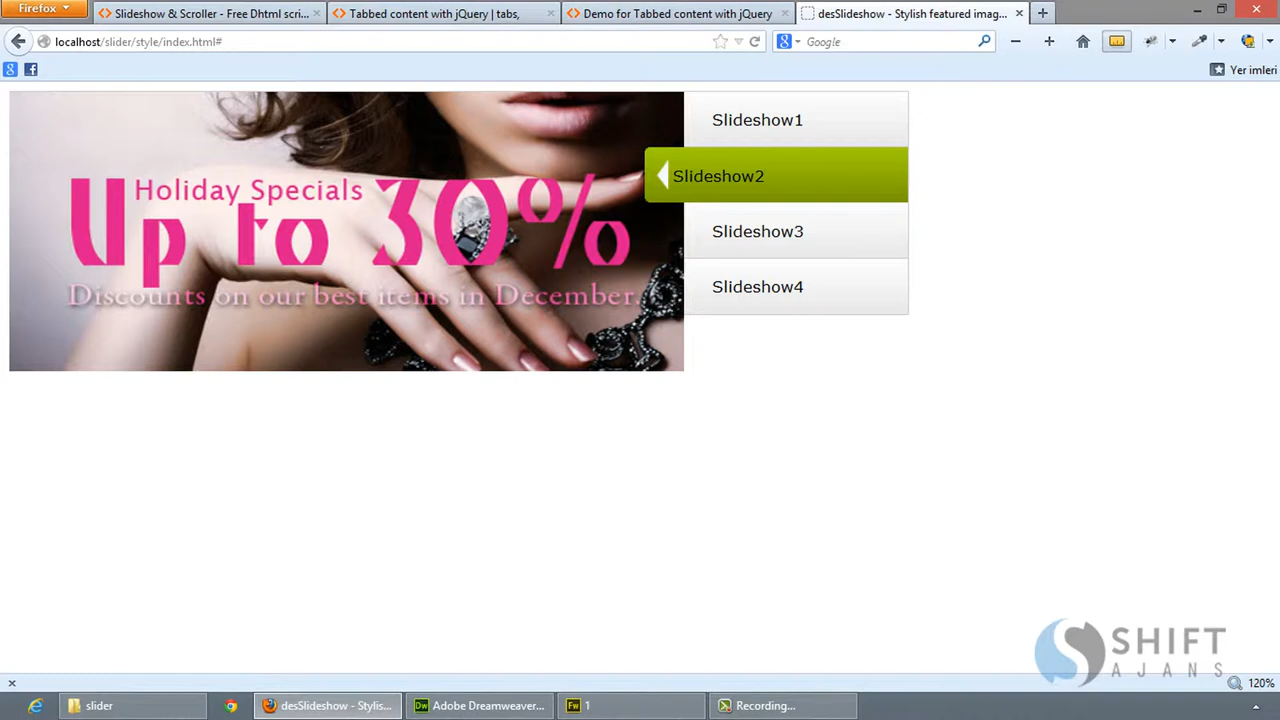 Firefox
Slideshow & Scroller - Free Dhtml scri...
Tabbed content with jQuery | tabs,
Demo for Tabbed content with jQuery
desSlideshow - Stylish featured imag...
localhost/slider/style/index.html#
Google
Yer imleri
Holiday Specials
Up to 30%
Discounts on our best items in December.
Slideshow1
Slideshow2
Slideshow3
Slideshow4
SHIFT
AJANS
120%
slider
desSlideshow - Stylis...
Dw Adobe Dreamweaver...
Fw 1
Recording...